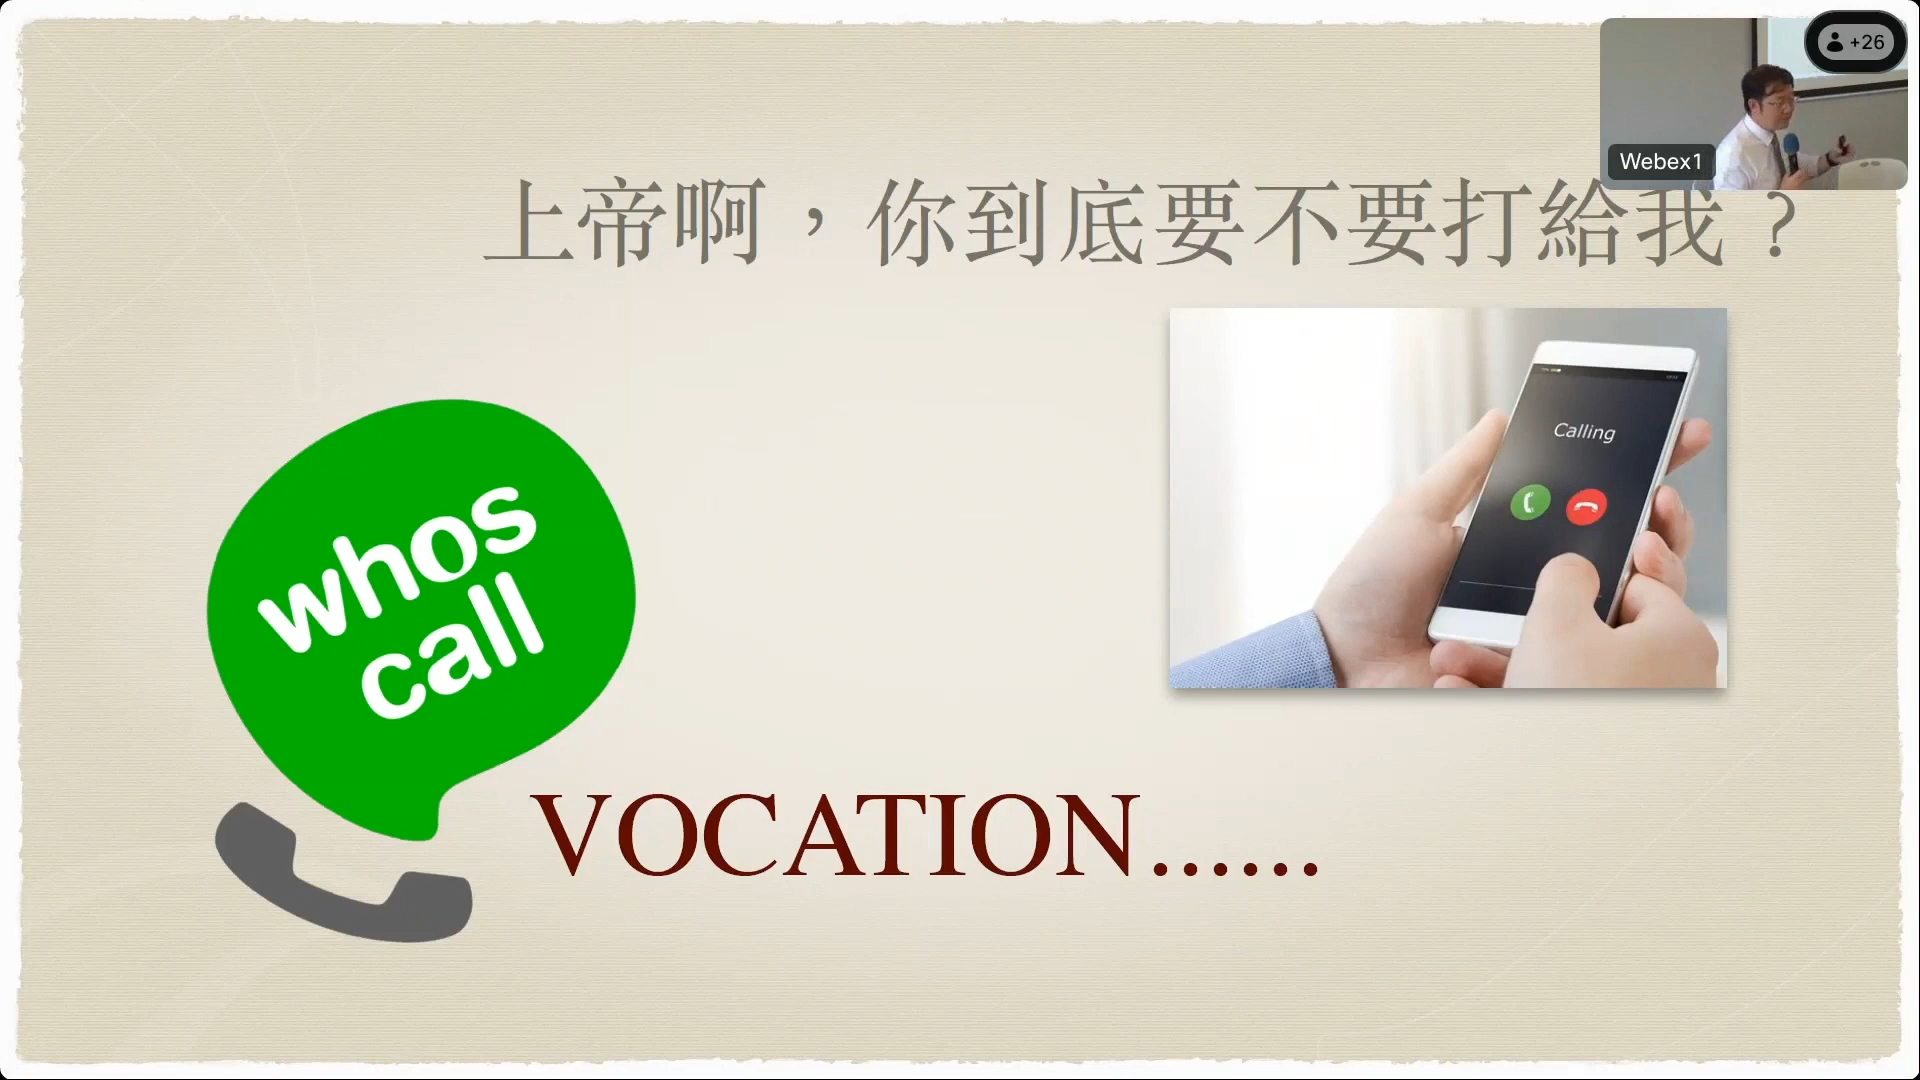 +26
Webex1
上帝啊，你到底要不要打給我？
Calling
whos
call
VOCATION......